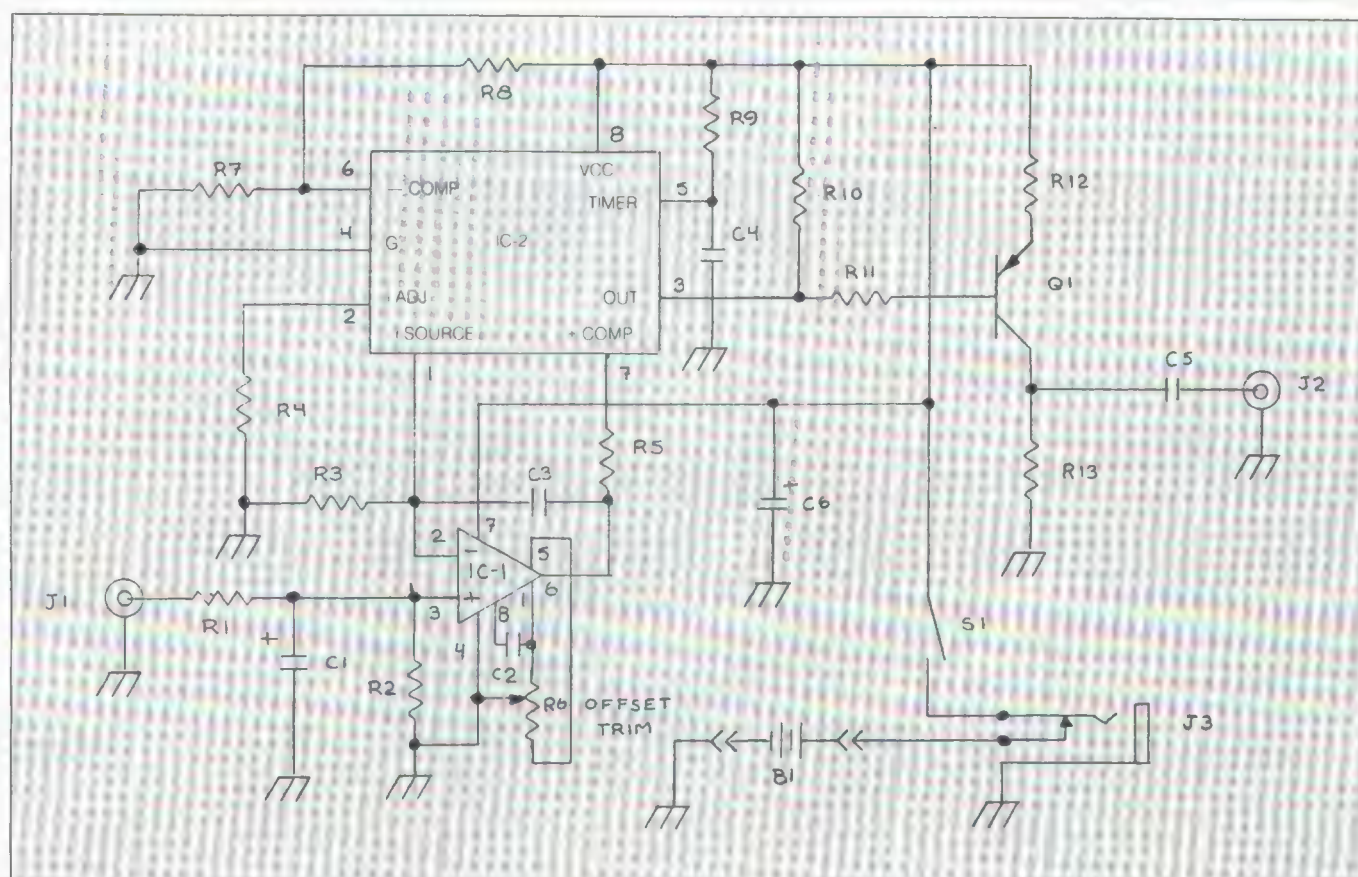 R8
R9
8
R7
6
VCC
R12
- COMP
TIMER
5
R10
4
G
IC-2
C4
R11
Q1
ADJ
OUT
3
2
I SOURCE
+ COMP
1
7
C5
J2
R4
R5
R3
C3
R13
7
+
C6
2
-
5
IC-1
J1
R1
3
+
8
1
6
S1
+
C1
4
C2
R2
R6 OFFSET
TRIM
J3
B1